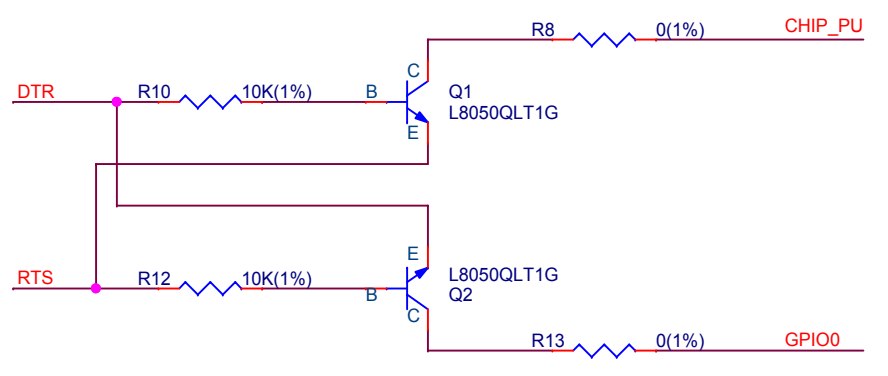 R8 0(1%) CHIP_PU
C
DTR R10 10K(1%) B Q1
L8050QLT1G
E
E
RTS R12 10K(1%) L8050QLT1G
B Q2
C
R13 0(1%) GPIO0